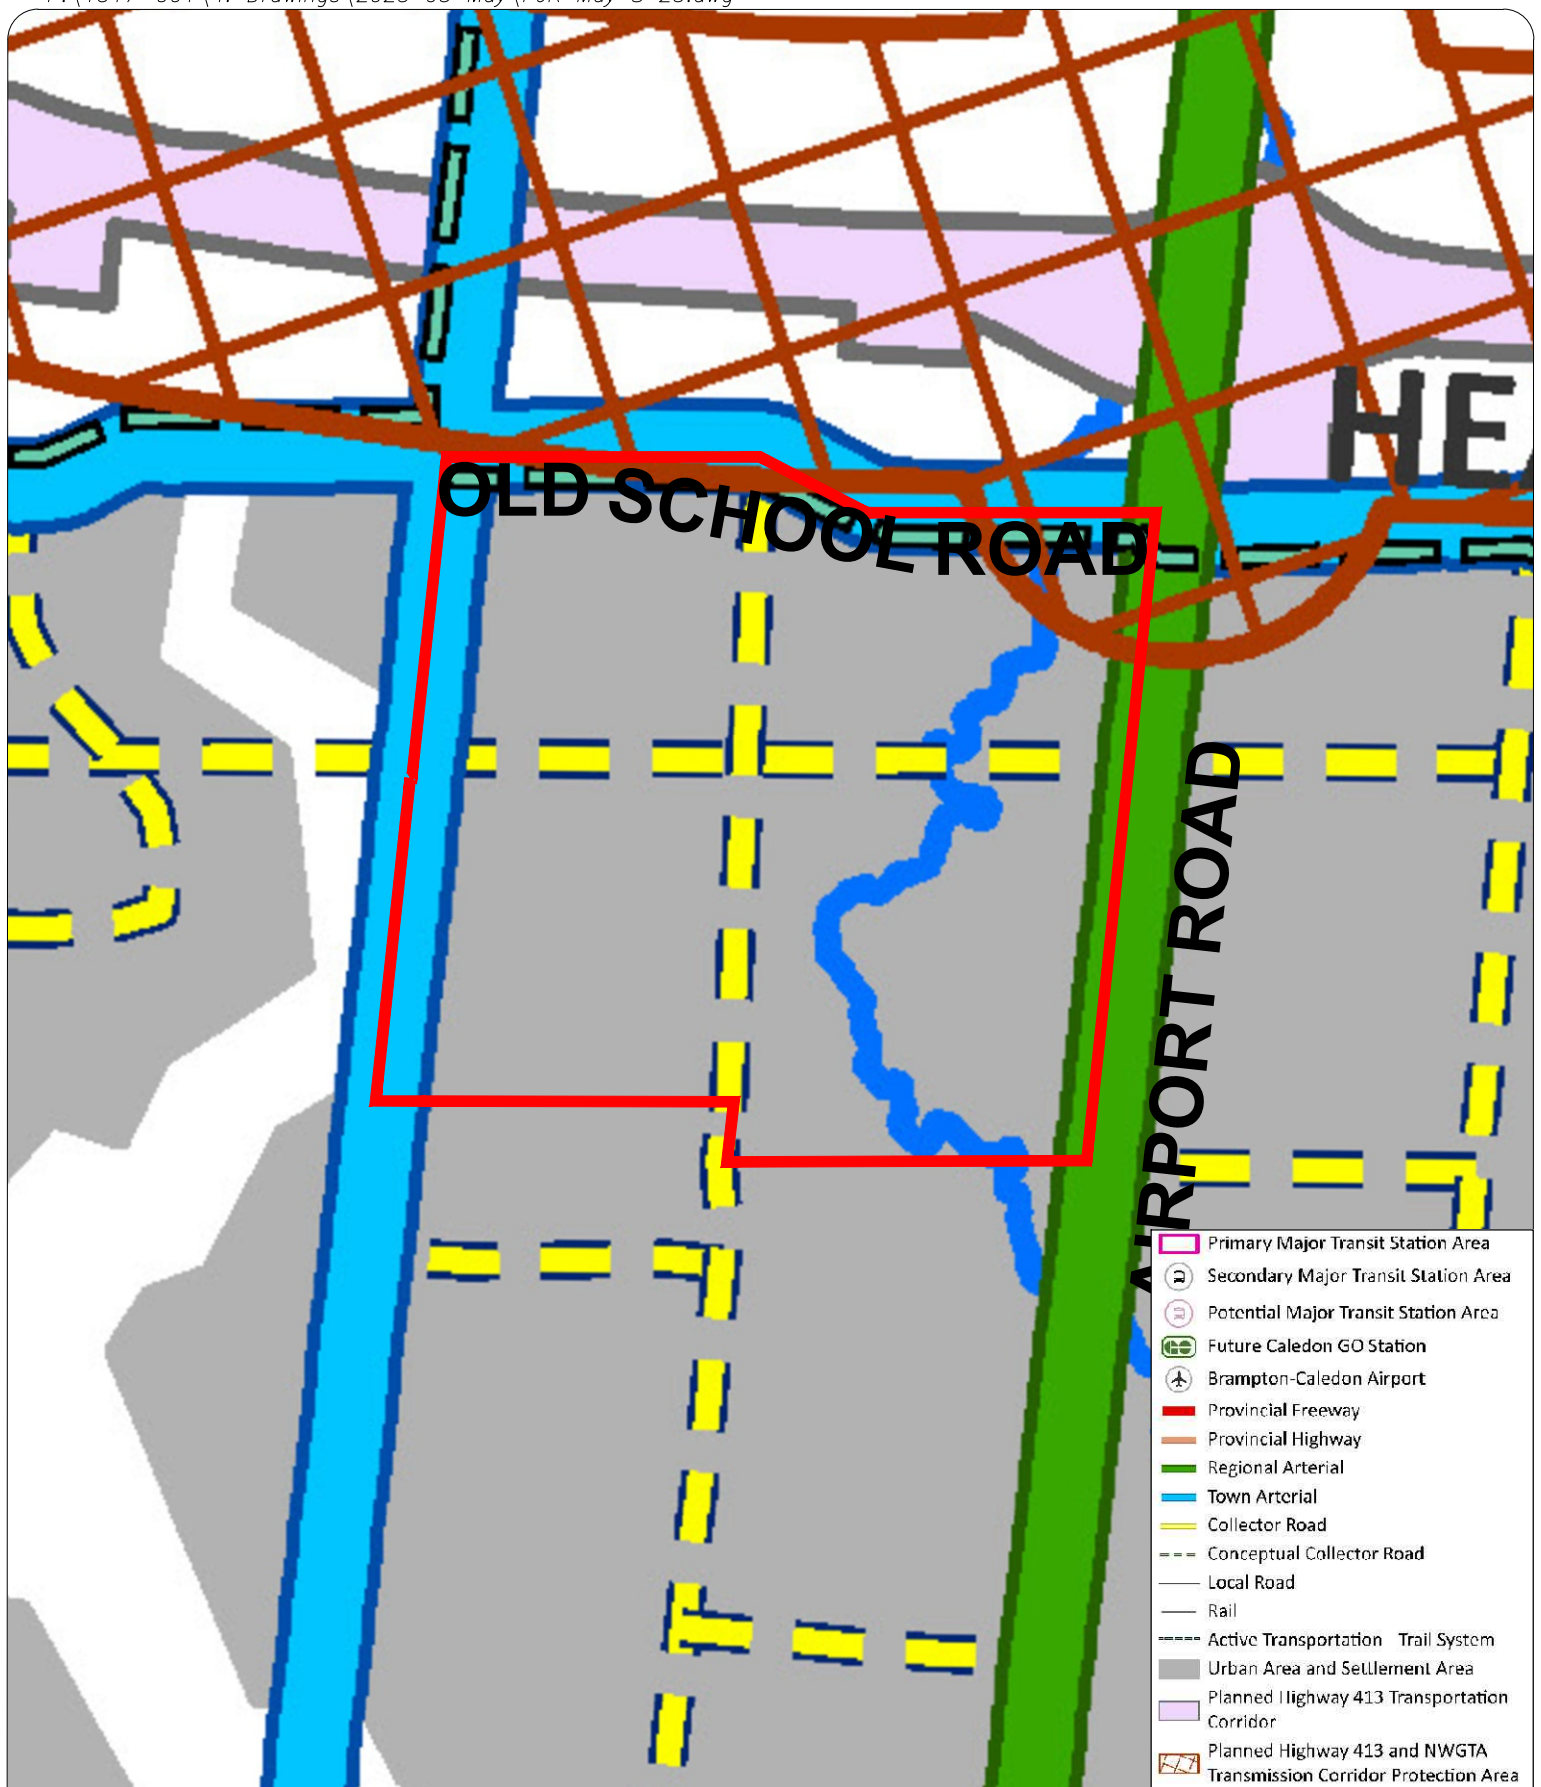 HEA
OLD SCHOOL ROAD
AIRPORT ROAD
Primary Major Transit Station Area
Secondary Major Transit Station Area
Potential Major Transit Station Area
Future Caledon GO Station
Brampton-Caledon Airport
Provincial Freeway
Provincial Highway
Regional Arterial
Town Arterial
Collector Road
Conceptual Collector Road
Local Road
Rail
Active Transportation Trail System
Urban Area and Settlement Area
Planned Highway 413 Transportation
Corridor
Planned Highway 413 and NWGTA
Transmission Corridor Protection Area